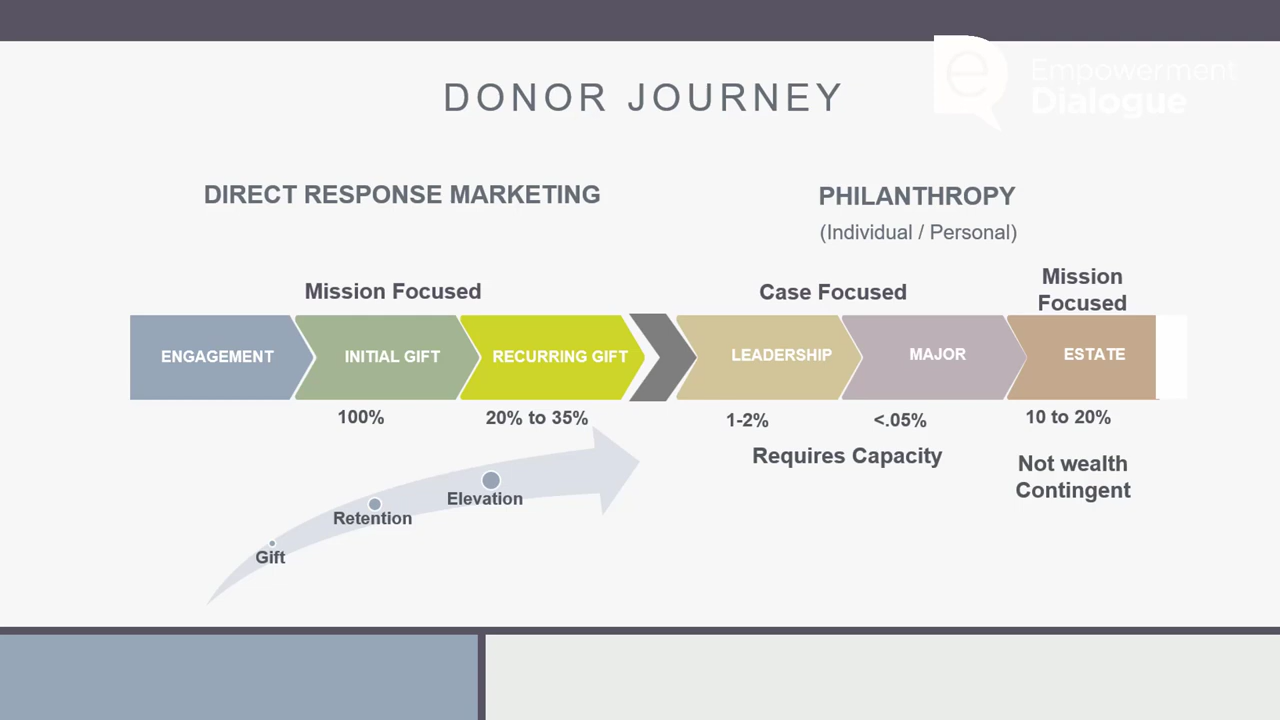 Empowerment
Dialogue
DONOR JOURNEY
DIRECT RESPONSE MARKETING
PHILANTHROPY
(Individual / Personal)
Mission Focused
Case Focused
Mission
Focused
ENGAGEMENT
INITIAL GIFT
RECURRING GIFT
LEADERSHIP
MAJOR
ESTATE
100%
20% to 35%
1-2%
<.05%
10 to 20%
Requires Capacity
Not wealth
Contingent
Elevation
Retention
Gift